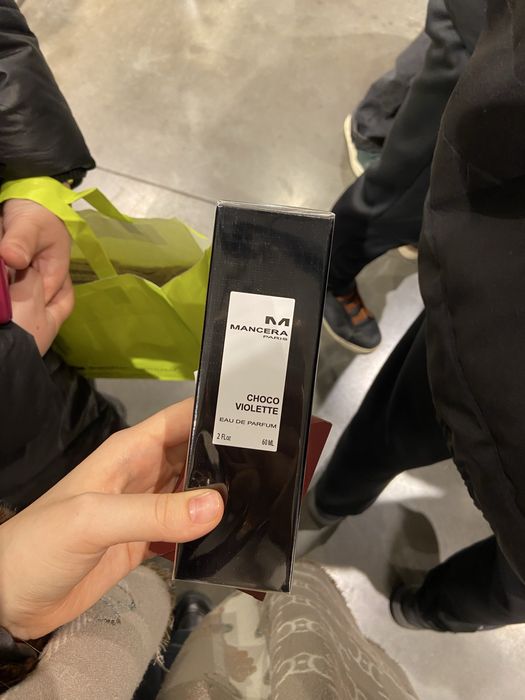 MANCERA
PARIS
CHOCO
VIOLETTE
EAU DE PARFUM
2 Fl.oz 60 ML